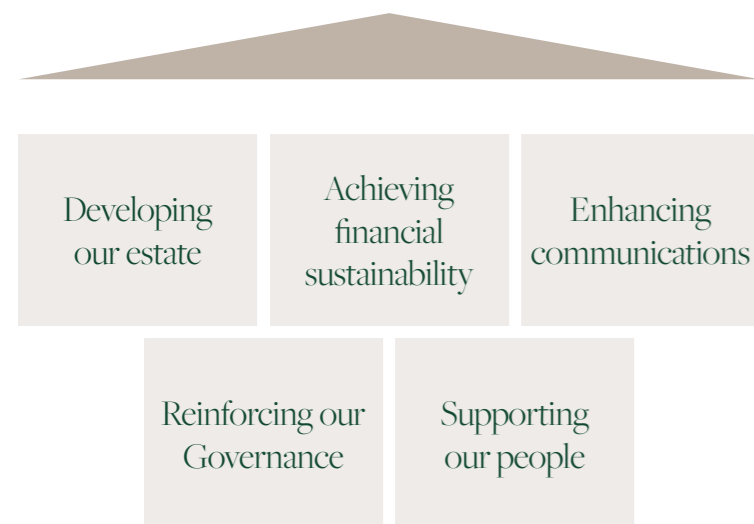 Developing
our estate
Achieving
financial
sustainability
Enhancing
communications
Reinforcing our
Governance
Supporting
our people